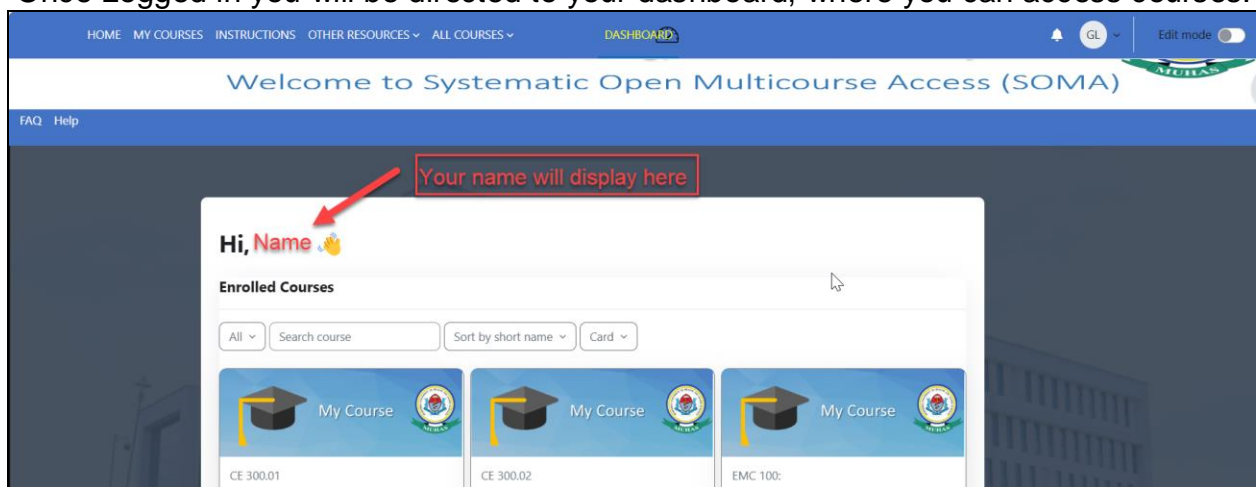 Once Logged in you will be directed to your dashboard, where you can access courses.
HOME MY COURSES INSTRUCTIONS OTHER RESOURCES ALL COURSES DASHBOARD GL Edit mode
Welcome to Systematic Open Multicourse Access (SOMA)
MUHAS
FAQ Help
Your name will display here
Hi, Name 👋
Enrolled Courses
All Search course Sort by short name Card
My Course MUHAS My Course MUHAS My Course MUHAS
CE 300.01 CE 300.02 EMC 100: